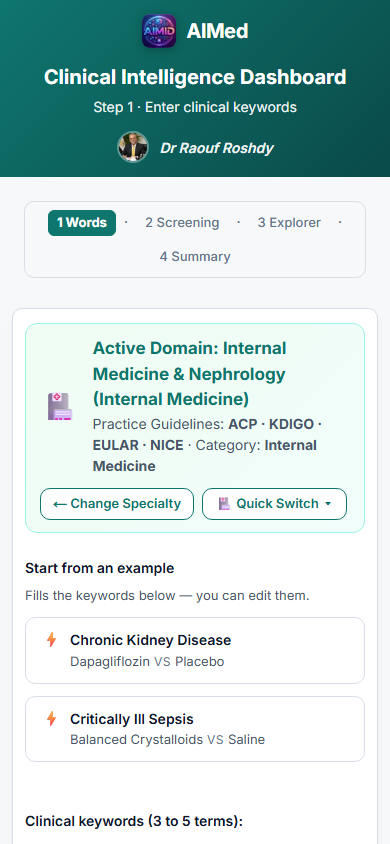 AIMID
AIMed
Clinical Intelligence Dashboard
Step 1 · Enter clinical keywords
Dr Raouf Roshdy
1 Words · 2 Screening · 3 Explorer ·
4 Summary
Active Domain: Internal
Medicine & Nephrology
(Internal Medicine)
Practice Guidelines: ACP · KDIGO ·
EULAR · NICE · Category: Internal
Medicine
← Change Specialty
Quick Switch
Start from an example
Fills the keywords below — you can edit them.
Chronic Kidney Disease
Dapagliflozin VS Placebo
Critically Ill Sepsis
Balanced Crystalloids VS Saline
Clinical keywords (3 to 5 terms):